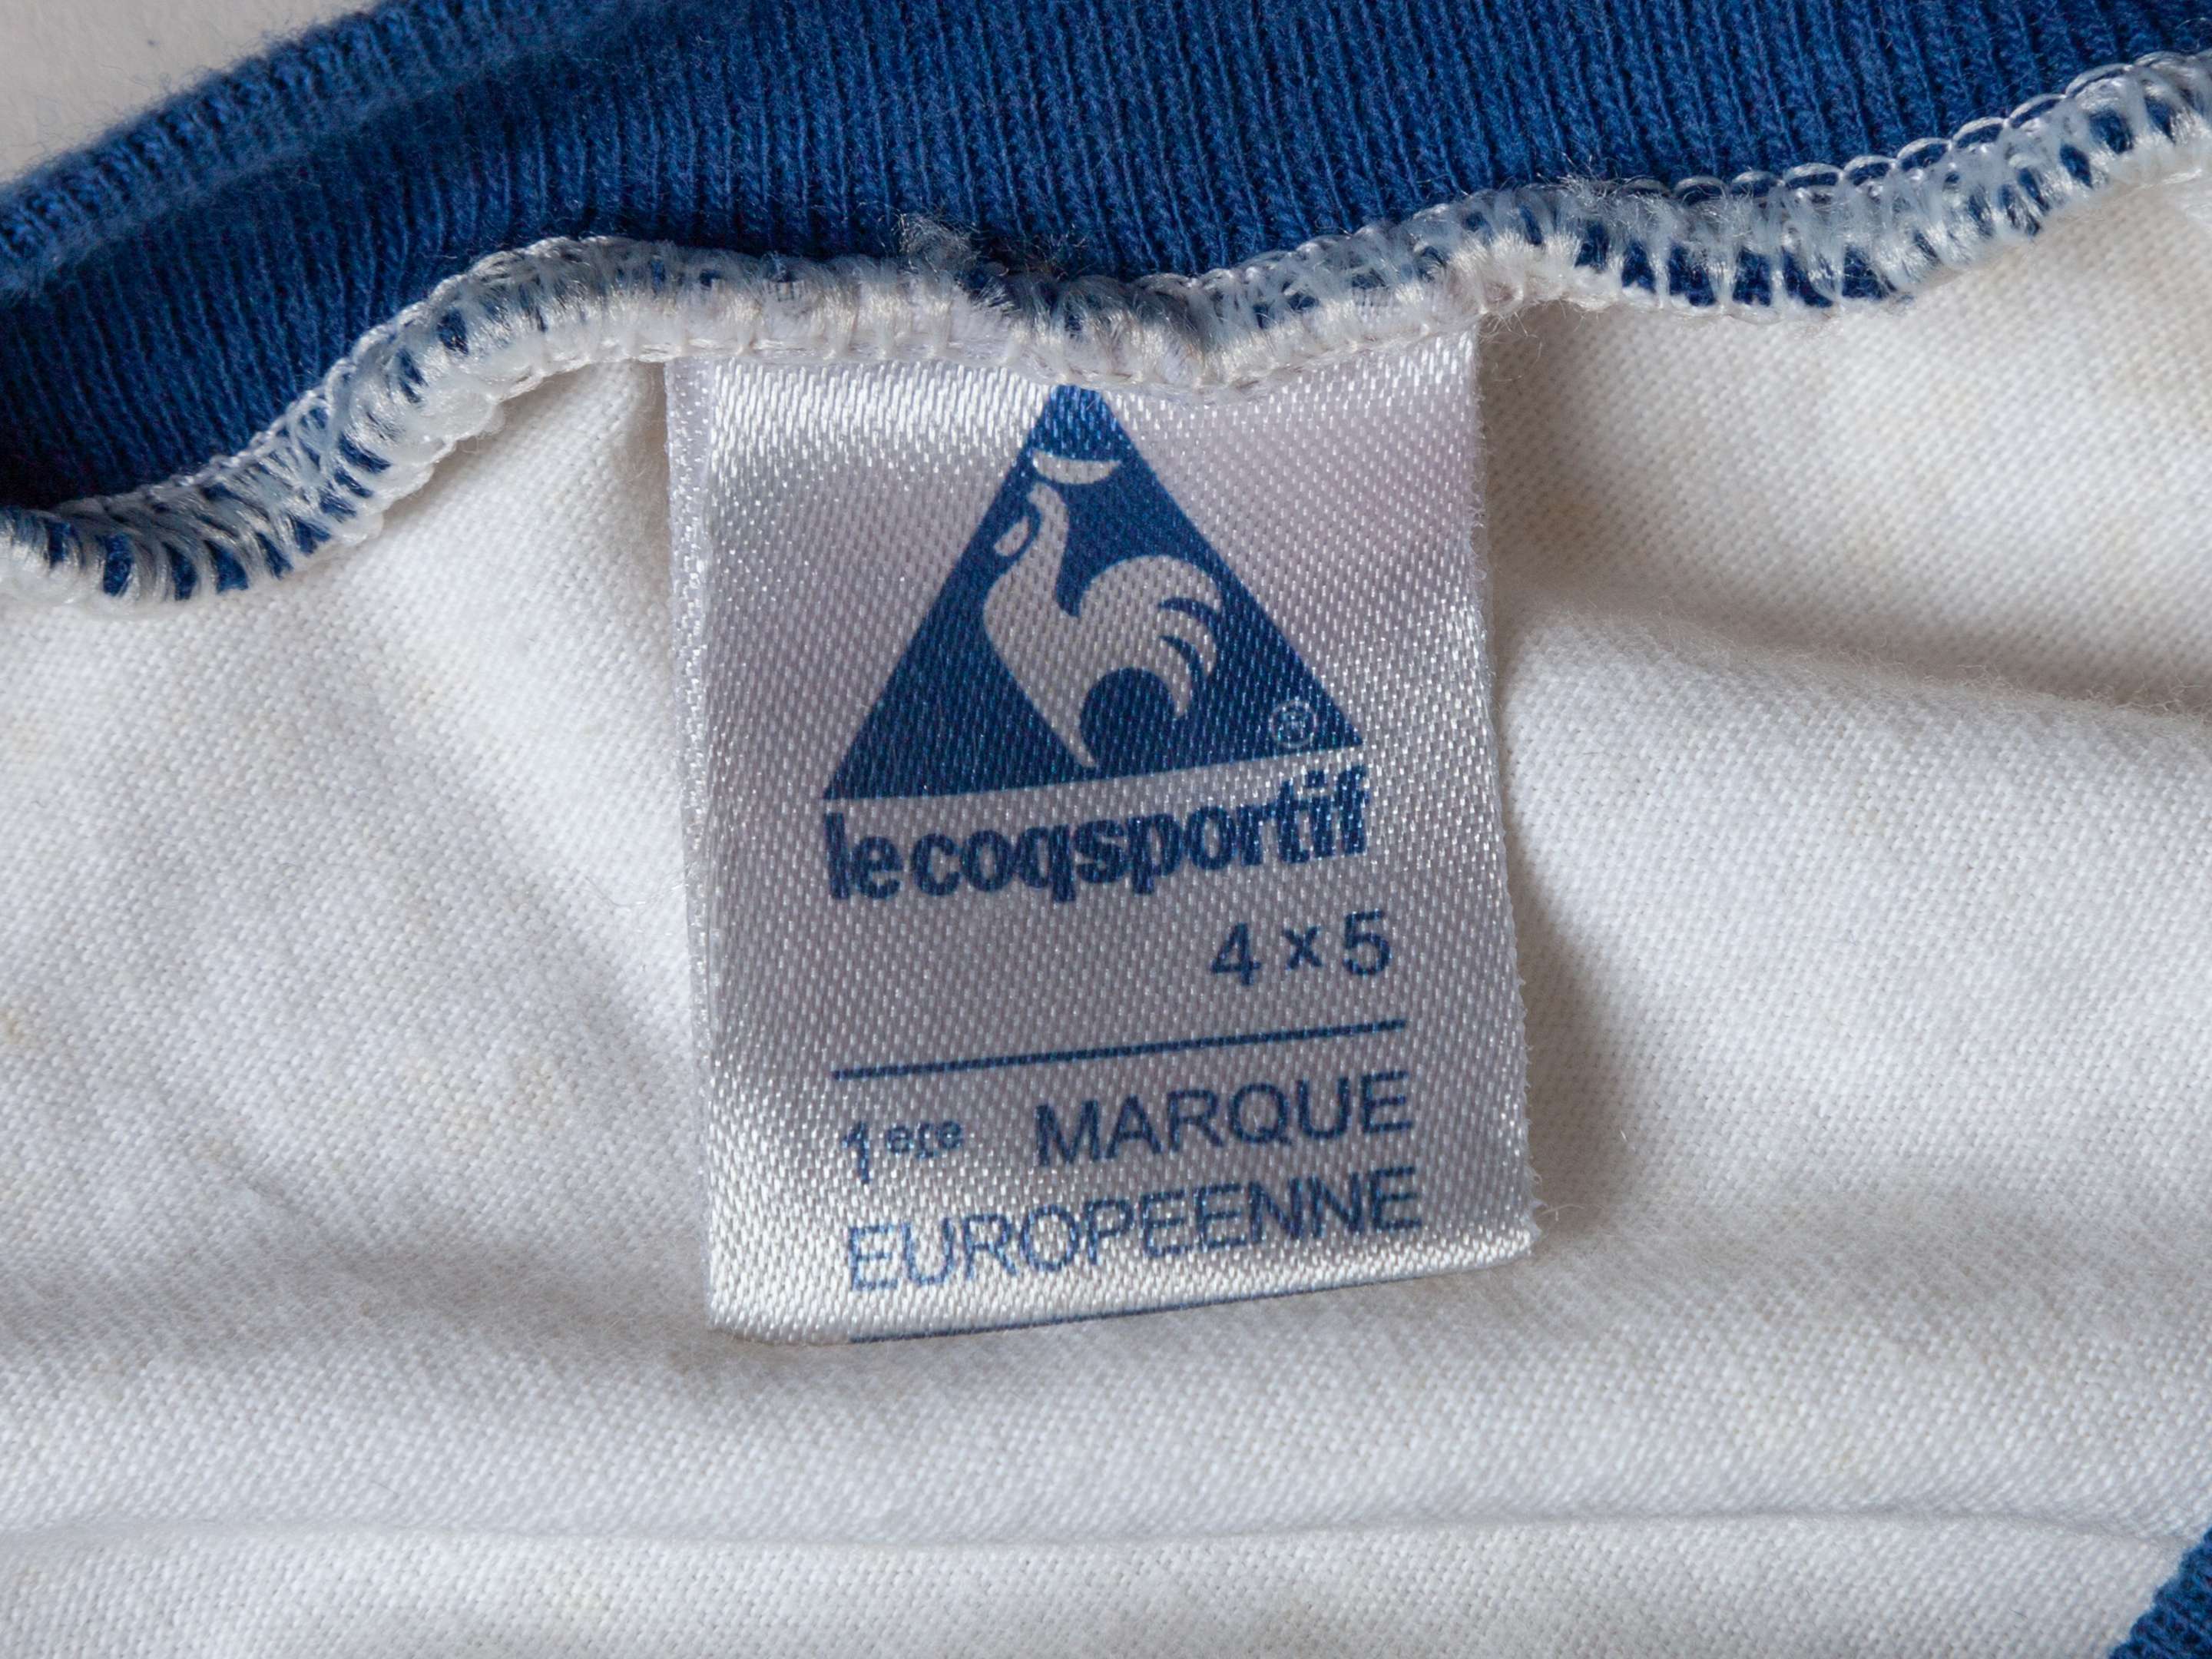 ®
lecoqsportif
4 x 5
1ere MARQUE
EUROPEENNE